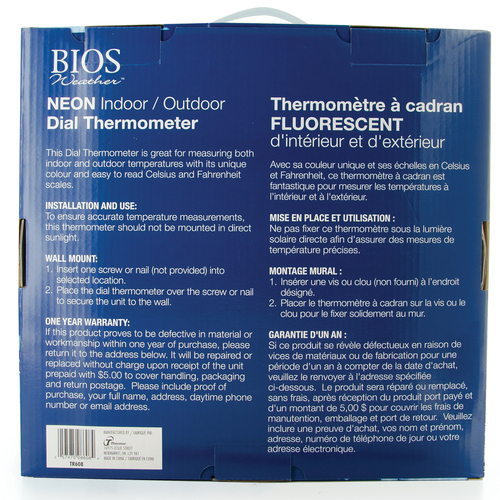 BIOS
Weather™
NEON Indoor / Outdoor
Dial Thermometer
This Dial Thermometer is great for measuring both
indoor and outdoor temperatures with its unique
colour and easy to read Celsius and Fahrenheit
scales.
INSTALLATION AND USE:
To ensure accurate temperature measurements,
this thermometer should not be mounted in direct
sunlight.
WALL MOUNT:
1. Insert one screw or nail (not provided) into
selected location.
2. Place the dial thermometer over the screw or nail
to secure the unit to the wall.
ONE YEAR WARRANTY:
If this product proves to be defective in material or
workmanship within one year of purchase, please
return it to the address below. It will be repaired or
replaced without charge upon receipt of the unit
prepaid with $5.00 to cover handling, packaging
and return postage. Please include proof of
purchase, your full name, address, daytime phone
number or email address.
TR608
MANUFACTURED BY / FABRIQUÉ PAR:
Thermor
NEWMARKET, ON
MADE IN CHINA / FABRIQUÉ EN CHINE
Thermomètre à cadran
FLUORESCENT
d'intérieur et d'extérieur
Avec sa couleur unique et ses échelles en Celsius
et Fahrenheit, ce thermomètre à cadran est
fantastique pour mesurer les températures à
l'intérieur et à l'extérieur.
MISE EN PLACE ET UTILISATION :
Ne pas fixer ce thermomètre sous la lumière
solaire directe afin d'assurer des mesures de
température précises.
MONTAGE MURAL :
1. Insérer une vis ou clou (non fourni) à l'endroit
désigné.
2. Placer le thermomètre à cadran sur la vis ou le
clou pour le fixer solidement au mur.
GARANTIE D'UN AN :
Si ce produit se révèle défectueux en raison de
vices de matériaux ou de fabrication pour une
période d'un an à compter de la date d'achat,
veuillez le renvoyer à l'adresse spécifiée
ci-dessous. Le produit sera réparé ou remplacé,
sans frais, après réception du produit port payé et
d'un montant de 5,00 $ pour couvrir les frais de
manutention, emballage et port de retour. Veuillez
inclure une preuve d'achat, vos nom et prénom,
adresse, numéro de téléphone de jour ou votre
adresse électronique.